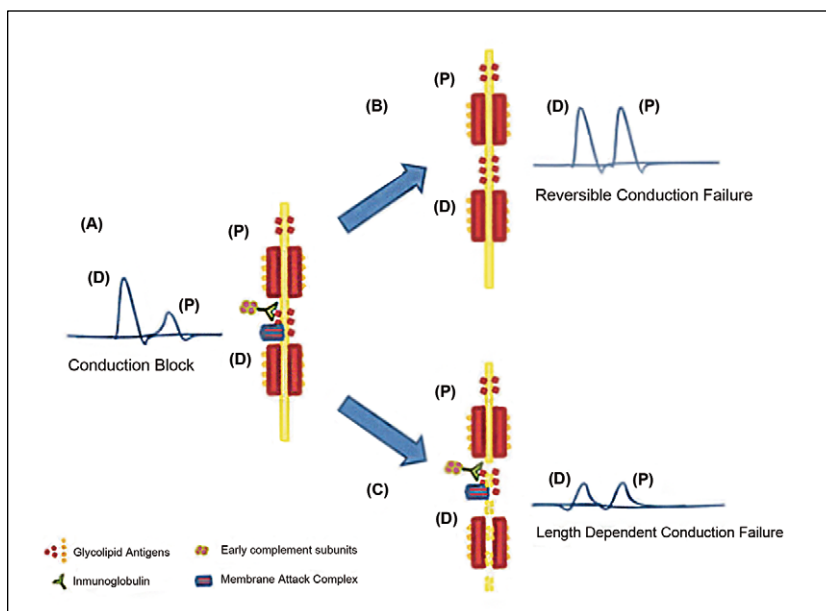 (A)
(D)
(P)
Conduction Block
(P)
(D)
(B)
(P)
(D)
(D)
(P)
Reversible Conduction Failure
(C)
(P)
(D)
(D)
(P)
Length Dependent Conduction Failure
Glycolipid Antigens
Early complement subunits
Inmunoglobulin
Membrane Attack Complex